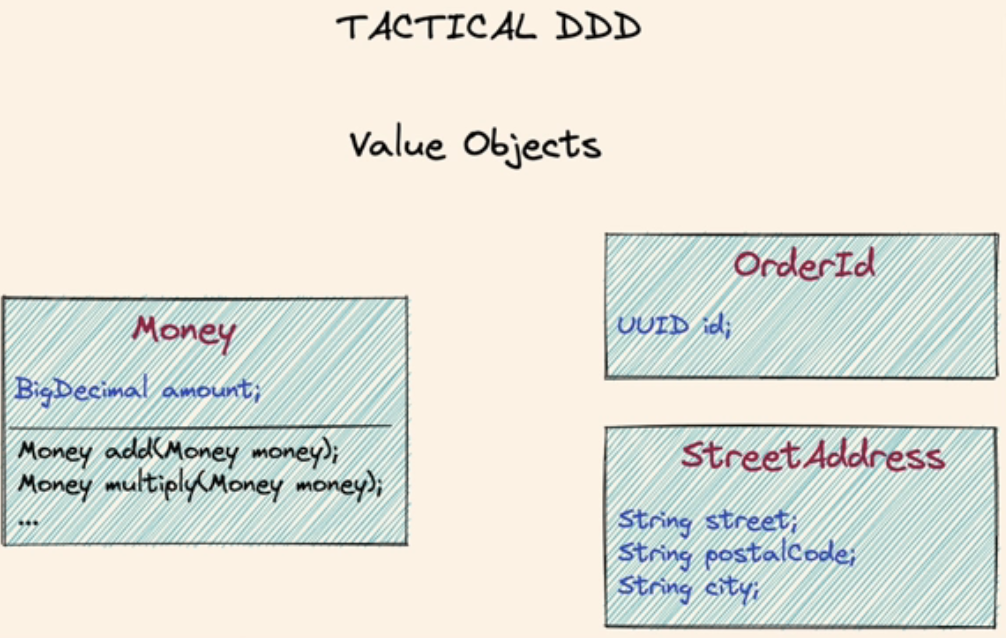 TACTICAL DDD
Value Objects
Money
BigDecimal amount;
Money add(Money money);
Money multiply(Money money);
...
OrderId
UUID id;
StreetAddress
String street;
String postalCode;
String city;